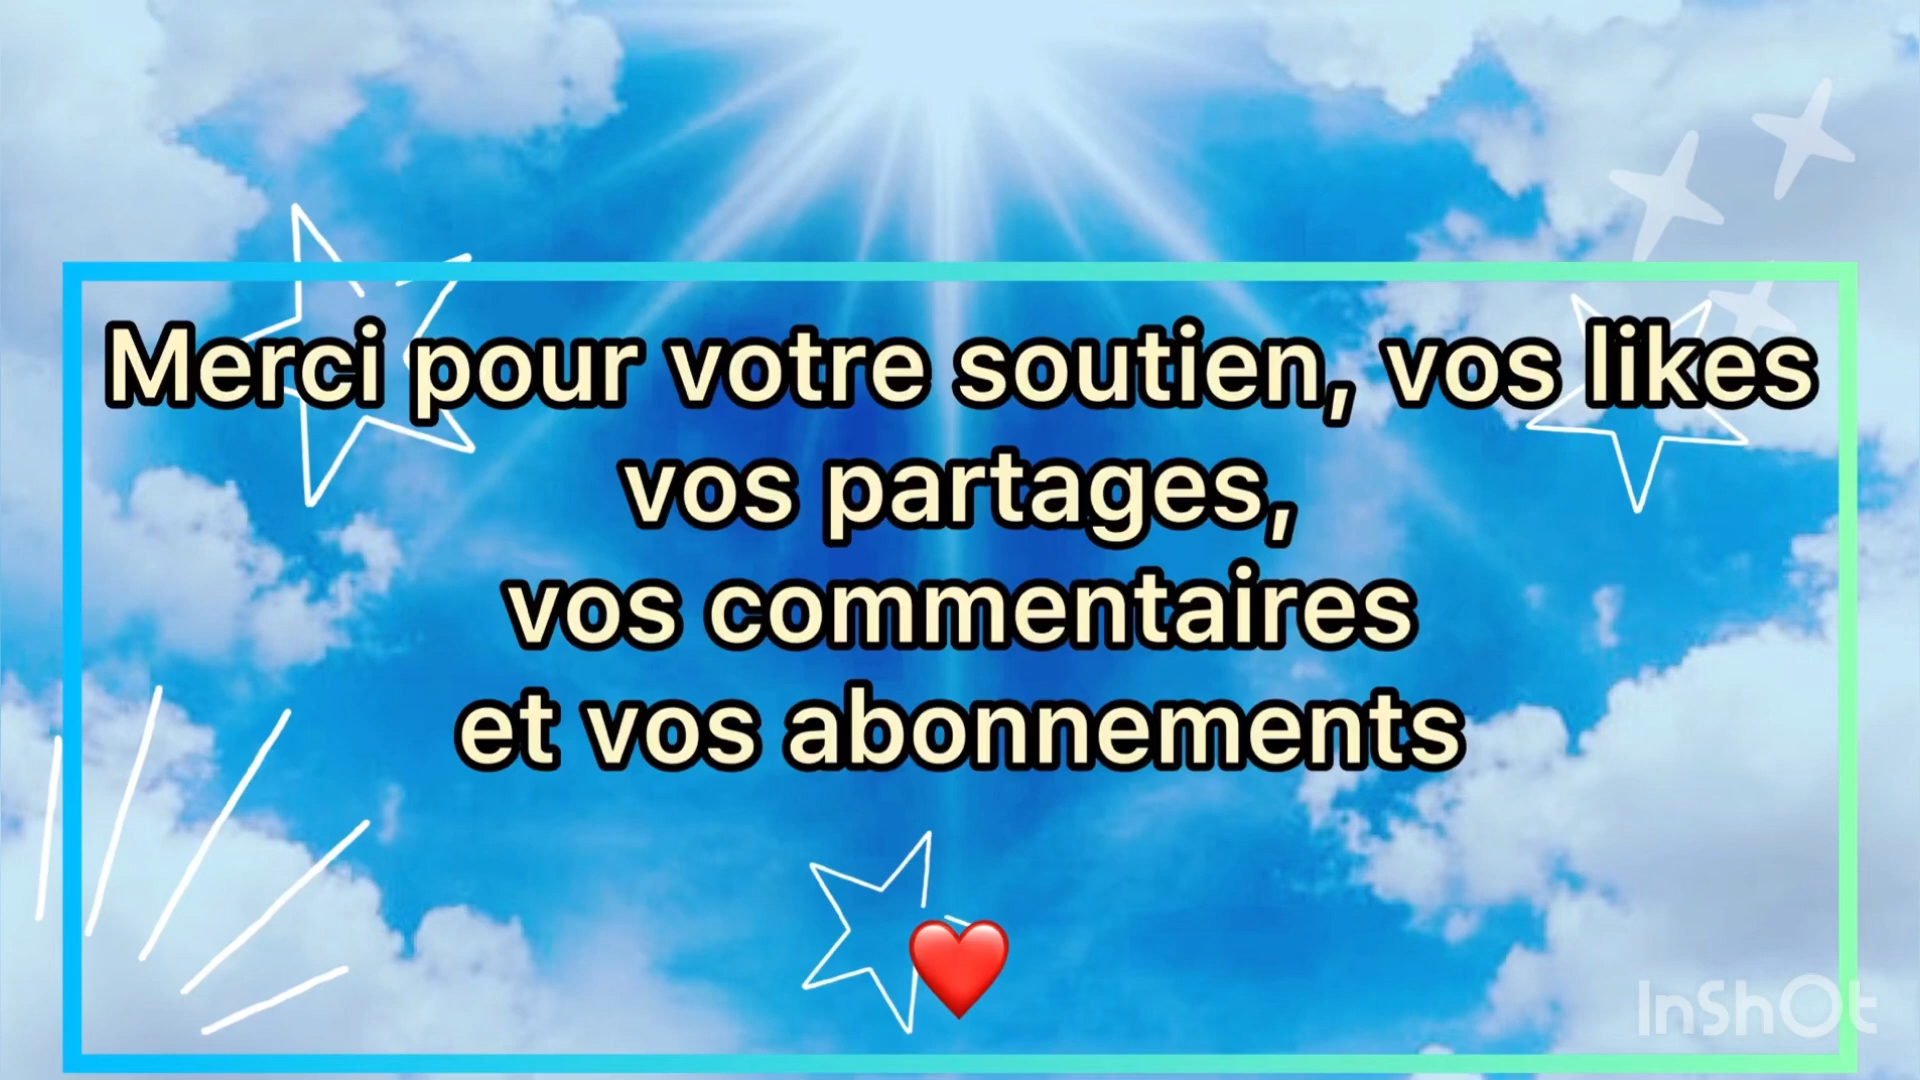 Merci pour votre soutien, vos likes
vos partages,
vos commentaires
et vos abonnements
InShOt